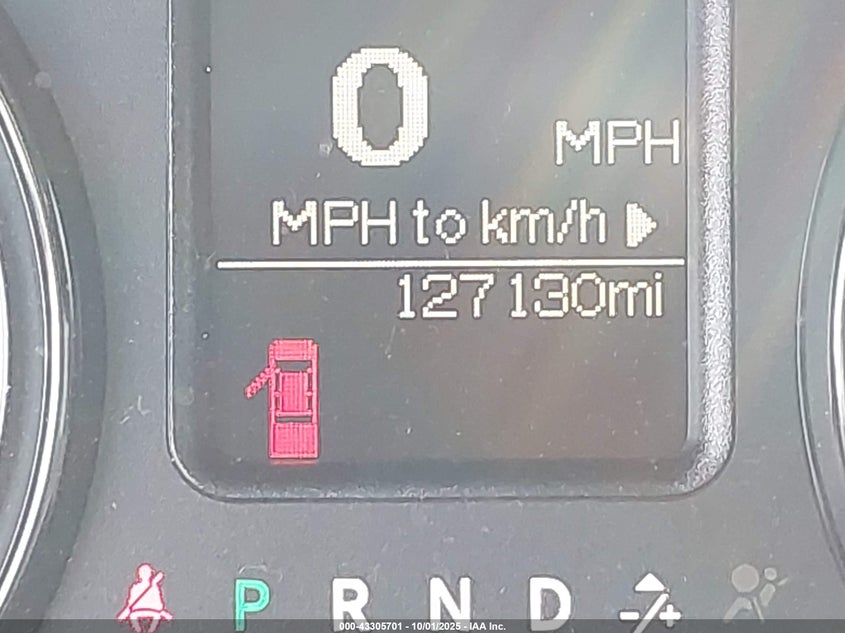 0
MPH
MPH to km/h
127130mi
P R N D -/+
000-43305701 - 10/01/2025 - IAA Inc.